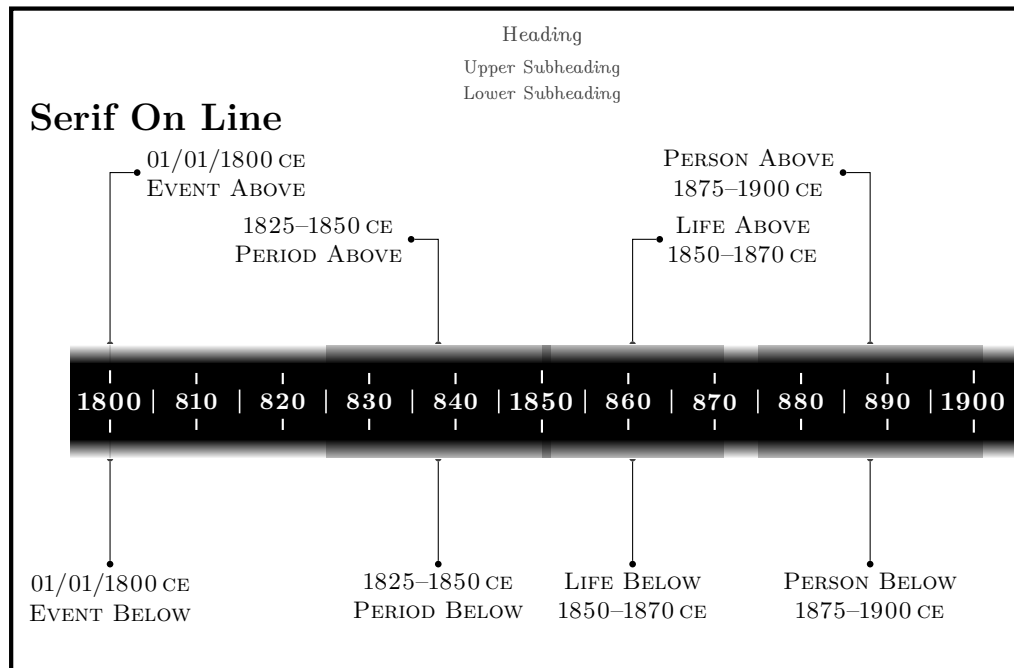 Heading
Upper Subheading
Lower Subheading
Serif On Line
01/01/1800 CE
EVENT ABOVE
PERSON ABOVE
1875–1900 CE
1825–1850 CE
PERIOD ABOVE
LIFE ABOVE
1850–1870 CE
1800 | 810 | 820 | 830 | 840 | 1850 | 860 | 870 | 880 | 890 | 1900
01/01/1800 CE
EVENT BELOW
1825–1850 CE
PERIOD BELOW
LIFE BELOW
1850–1870 CE
PERSON BELOW
1875–1900 CE